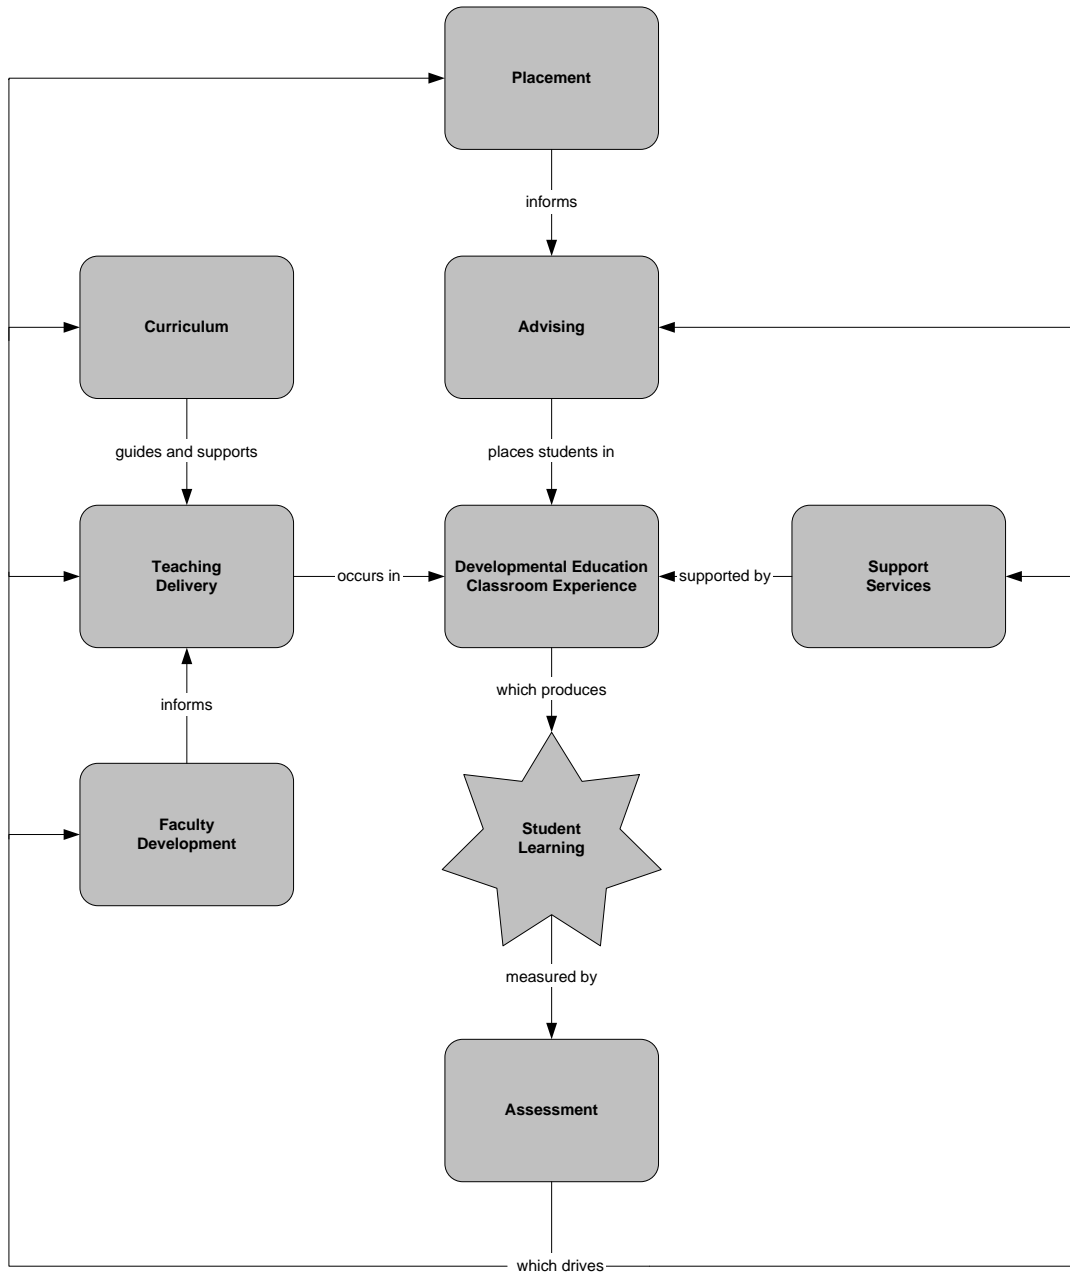 Placement
informs
Curriculum
Advising
guides and supports
places students in
Teaching
Delivery
occurs in
Developmental Education
Classroom Experience
supported by
Support
Services
which produces
informs
Faculty
Development
Student
Learning
measured by
Assessment
which drives